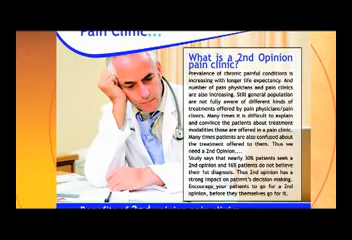 Pain Clinic...
What is a 2nd Opinion
pain clinic?
Prevalence of chronic painful conditions is
increasing with longer life expectancy. And
number of pain physicians and pain clinics
are also increasing. Still general population
are not fully aware of different kinds of
treatments offered by pain physicians/pain
clinics. Many times it is difficult to explain
and convince the patients about treatment
modalities those are offered in a pain clinic.
Many times patients are also confused about
the treatment offered to them. Thus we
need a 2nd Opinion....
Study says that nearly 30% patients seek a
2nd opinion and 16% patients do not believe
their 1st diagnosis. Thus 2nd opinion has a
strong impact on patient's decision making.
Encourage your patients to go for a 2nd
opinion, before they themselves go for it.
Benefits of 2nd opinion pain clinic